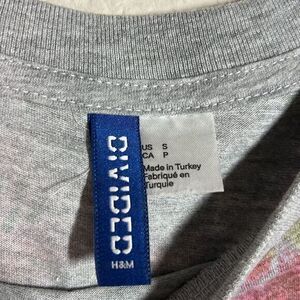 DIVIDED
H&M
US S
CA P
Made in Turkey
Fabriqué en
Turquie